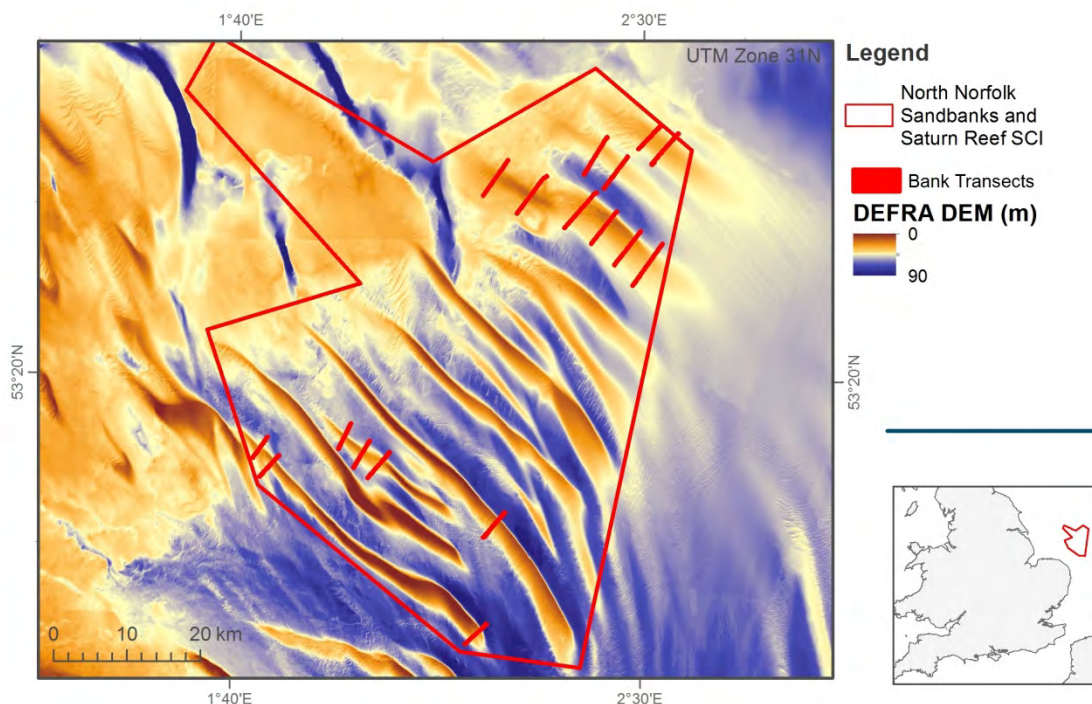 1°40'E
2°30'E
UTM Zone 31N
53°20'N
53°20'N
0
10
20 km
1°40'E
2°30'E
Legend
North Norfolk
Sandbanks and
Saturn Reef SCI
Bank Transects
DEFRA DEM (m)
0
90